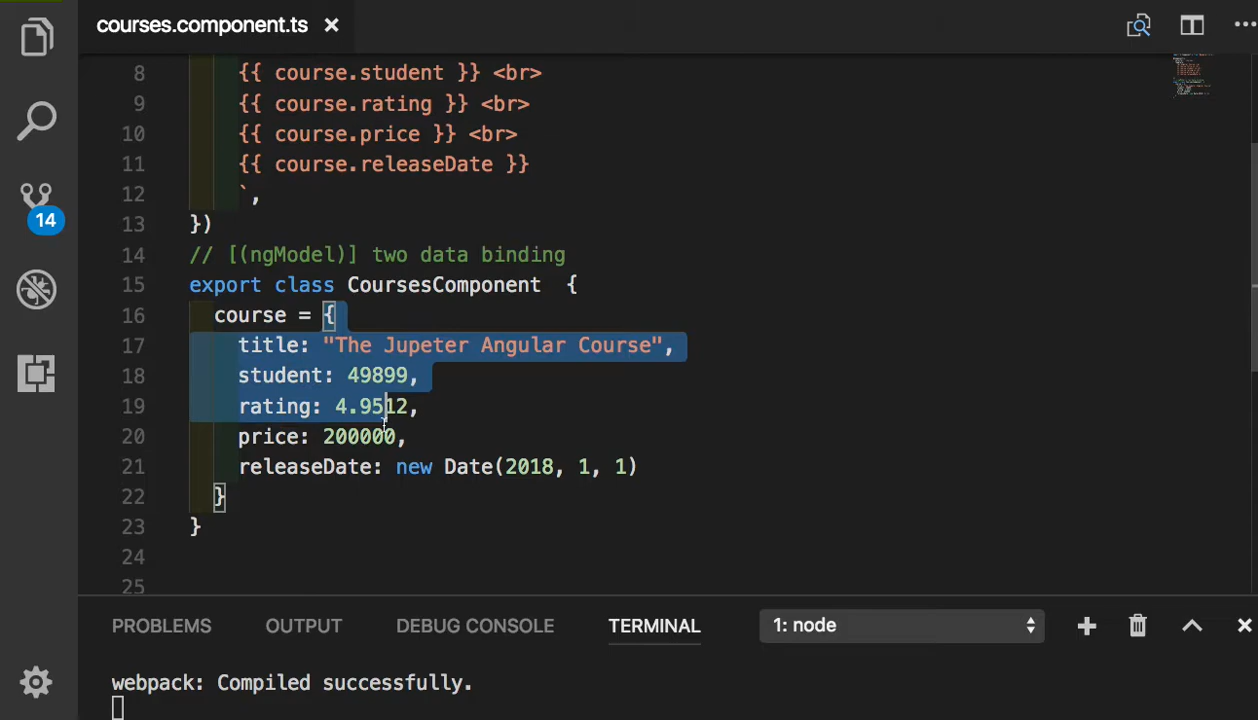 courses.component.ts
8 {{ course.student }} <br>
9 {{ course.rating }} <br>
10 {{ course.price }} <br>
11 {{ course.releaseDate }}
12 `,
13 })
14 // [(ngModel)] two data binding
15 export class CoursesComponent {
16 course = {
17 title: "The Jupeter Angular Course",
18 student: 49899,
19 rating: 4.9512,
20 price: 200000,
21 releaseDate: new Date(2018, 1, 1)
22 }
23 }
24
25
14
PROBLEMS OUTPUT DEBUG CONSOLE TERMINAL 1: node
webpack: Compiled successfully.